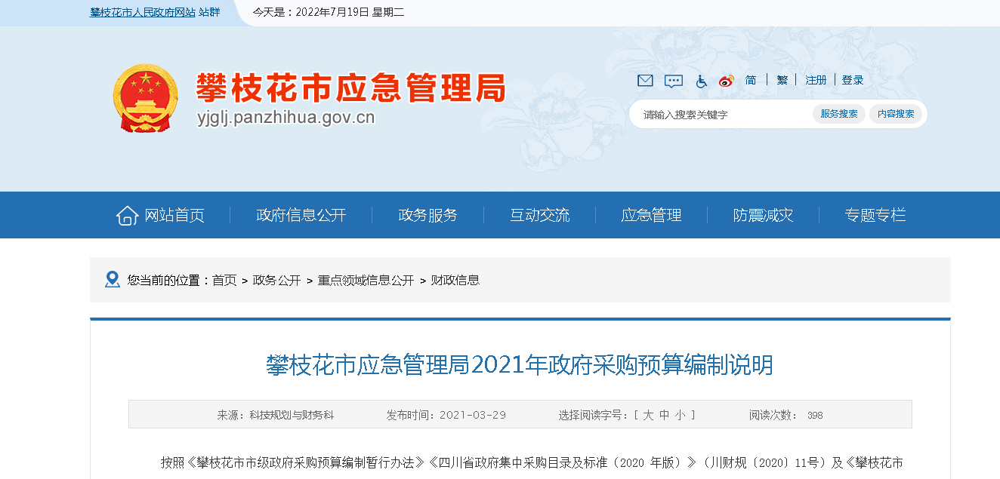 攀枝花市人民政府网站 站群 今天是：2022年7月19日 星期二
攀枝花市应急管理局
yjglj.panzhihua.gov.cn
简 | 繁 | 注册 | 登录
请输入搜索关键字 服务搜索 内容搜索
网站首页 政府信息公开 政务服务 互动交流 应急管理 防震减灾 专题专栏
您当前的位置：首页 > 政务公开 > 重点领域信息公开 > 财政信息
攀枝花市应急管理局2021年政府采购预算编制说明
来源：科技规划与财务科 发布时间：2021-03-29 选择阅读字号：[ 大 中 小 ] 阅读次数： 398
按照《攀枝花市市级政府采购预算编制暂行办法》《四川省政府集中采购目录及标准（2020 年版）》（川财规〔2020〕11号）及《攀枝花市